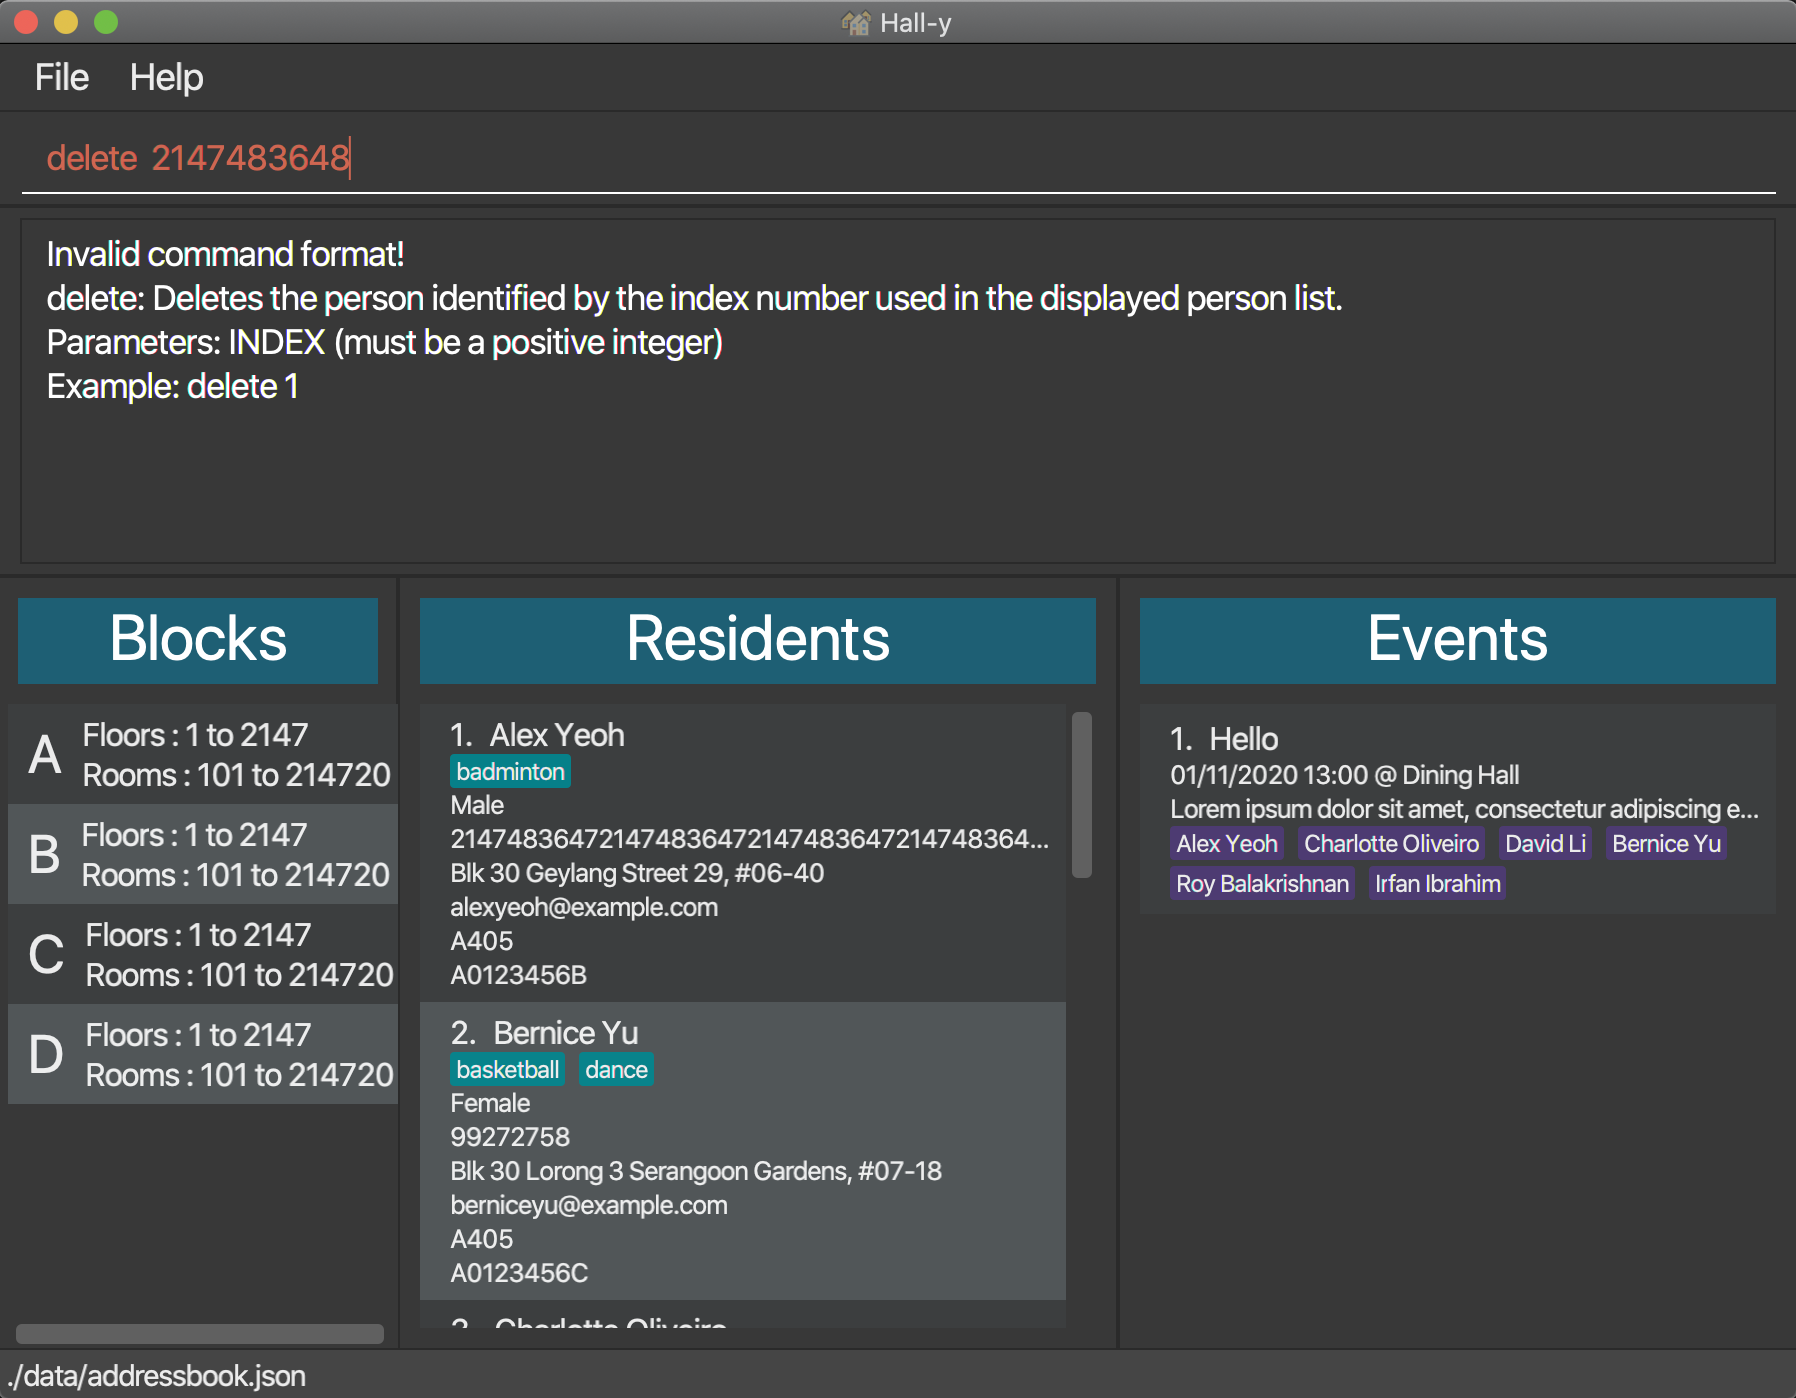 Hall-y
File Help
delete 2147483648
Invalid command format!
delete: Deletes the person identified by the index number used in the displayed person list.
Parameters: INDEX (must be a positive integer)
Example: delete 1
Blocks
A
Floors : 1 to 2147
Rooms : 101 to 214720
B
Floors : 1 to 2147
Rooms : 101 to 214720
C
Floors : 1 to 2147
Rooms : 101 to 214720
D
Floors : 1 to 2147
Rooms : 101 to 214720
Residents
1. Alex Yeoh
badminton
Male
214748364721474836472147483647214748364...
Blk 30 Geylang Street 29, #06-40
alexyeoh@example.com
A405
A0123456B
2. Bernice Yu
basketball dance
Female
99272758
Blk 30 Lorong 3 Serangoon Gardens, #07-18
berniceyu@example.com
A405
A0123456C
Charlotte Oliveiro
Events
1. Hello
01/11/2020 13:00 @ Dining Hall
Lorem ipsum dolor sit amet, consectetur adipiscing e...
Alex Yeoh Charlotte Oliveiro David Li Bernice Yu
Roy Balakrishnan Irfan Ibrahim
./data/addressbook.json